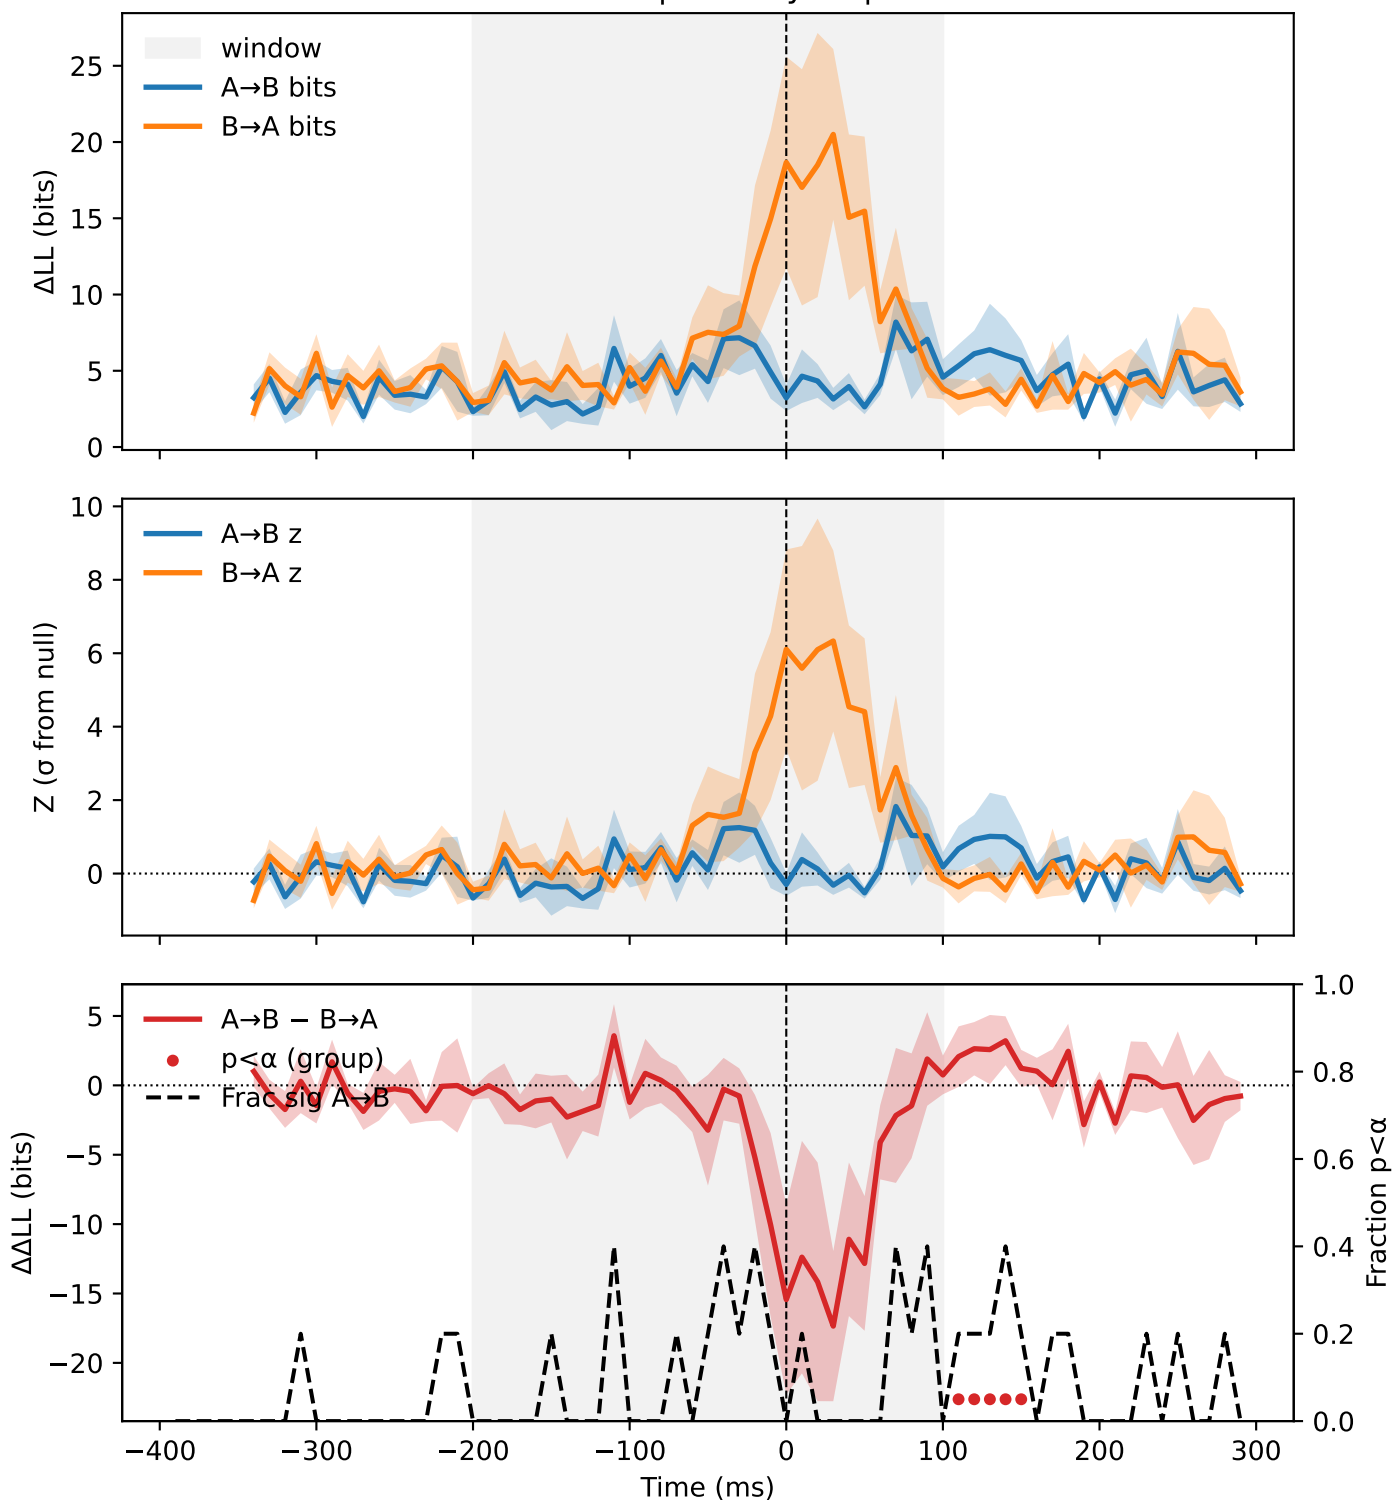 window
A→B bits
B→A bits
ΔLL (bits)
25
20
15
10
5
0
A→B z
B→A z
Z (σ from null)
10
8
6
4
2
0
A→B − B→A
p<α (group)
Frac sig A→B
ΔΔLL (bits)
5
0
−5
−10
−15
−20
1.0
0.8
0.6
0.4
0.2
0.0
Fraction p<α
−400 −300 −200 −100 0 100 200 300
Time (ms)